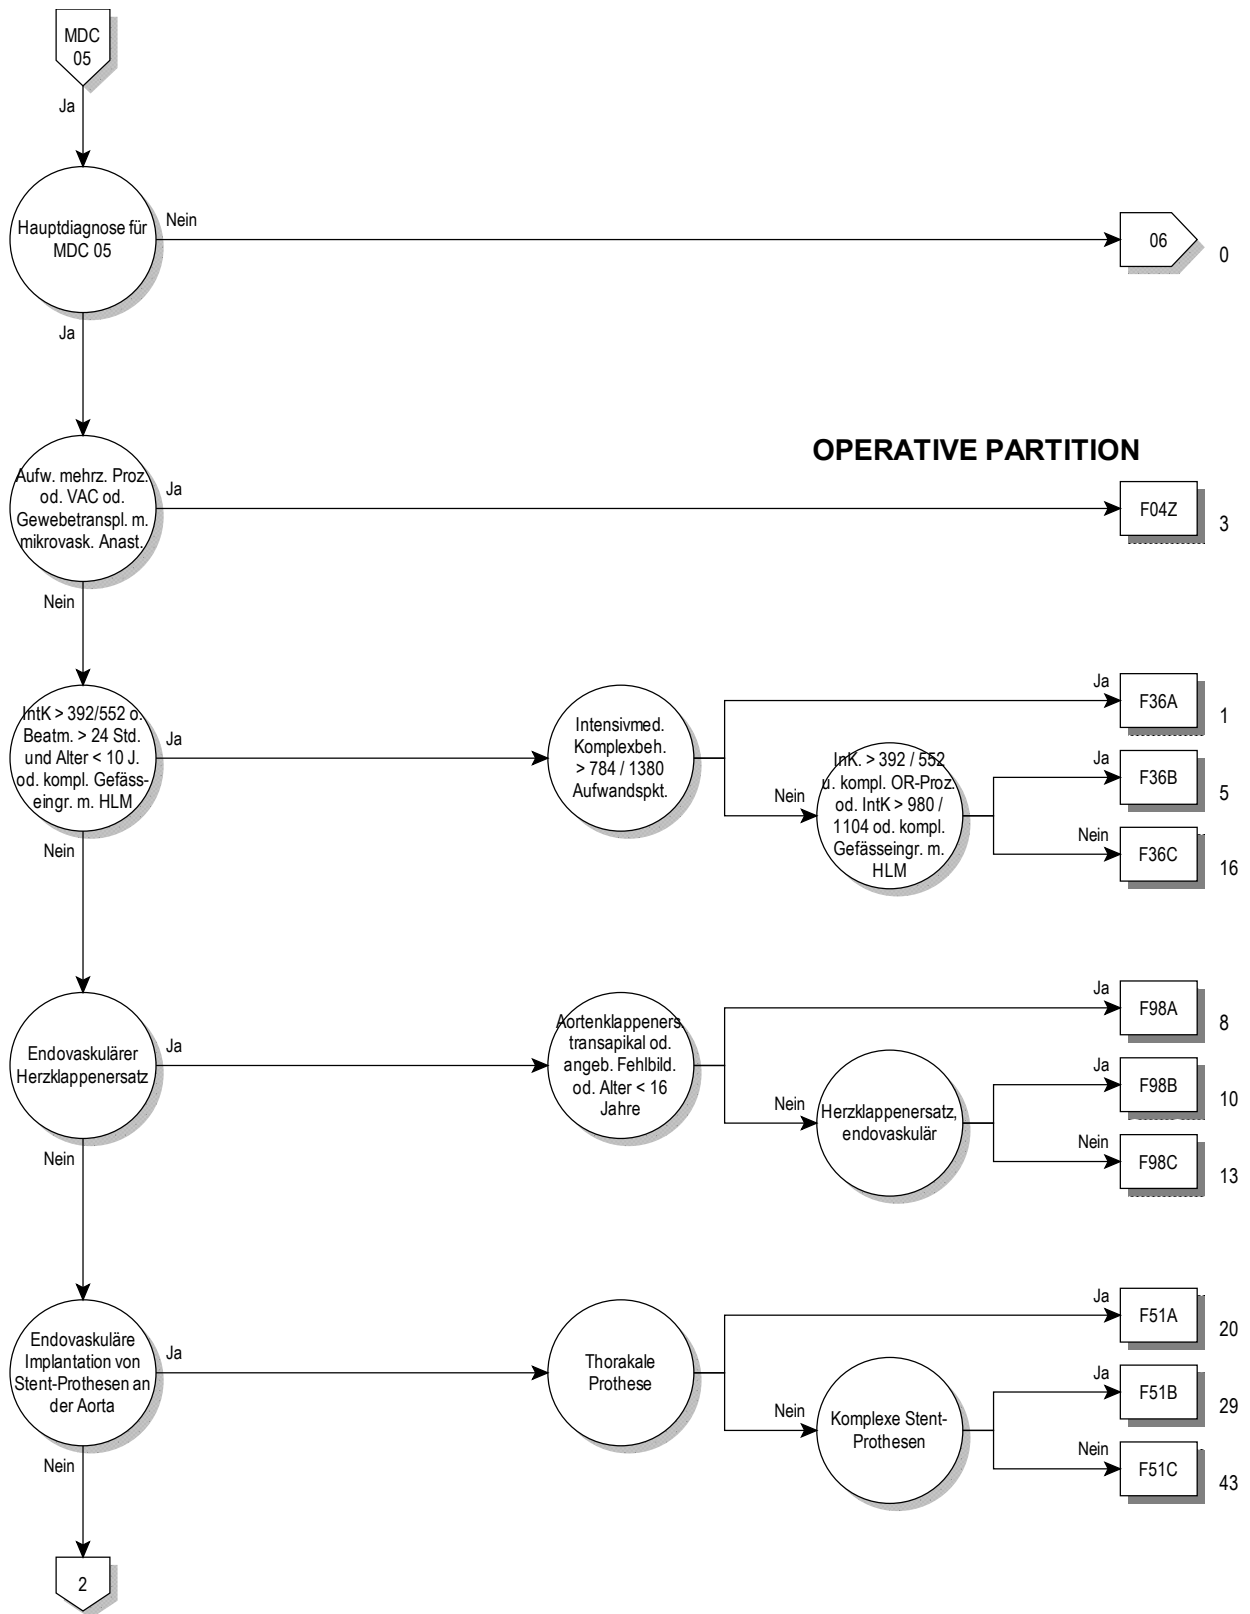 MDC
05
Ja
Hauptdiagnose für
MDC 05
Nein
06
0
Ja
OPERATIVE PARTITION
Aufw. mehrz. Proz.
od. VAC od.
Gewebetranspl. m.
mikrovask. Anast.
Ja
F04Z
3
Nein
IntK > 392/552 o.
Beatm. > 24 Std.
und Alter < 10 J.
od. kompl. Gefäss-
eingr. m. HLM
Ja
Intensivmed.
Komplexbeh.
> 784 / 1380
Aufwandspkt.
Ja
F36A
1
Nein
InK. > 392 / 552
u. kompl. OR-Proz.
od. IntK > 980 /
1104 od. kompl.
Gefässeingr. m.
HLM
Ja
F36B
5
Nein
F36C
16
Nein
Endovaskulärer
Herzklappenersatz
Ja
Aortenklappeners.
transapikal od.
angeb. Fehlbild.
od. Alter < 16
Jahre
Ja
F98A
8
Nein
Herzklappenersatz,
endovaskulär
Ja
F98B
10
Nein
F98C
13
Nein
Endovaskuläre
Implantation von
Stent-Prothesen an
der Aorta
Ja
Thorakale
Prothese
Ja
F51A
20
Nein
Komplexe Stent-
Prothesen
Ja
F51B
29
Nein
F51C
43
Nein
2